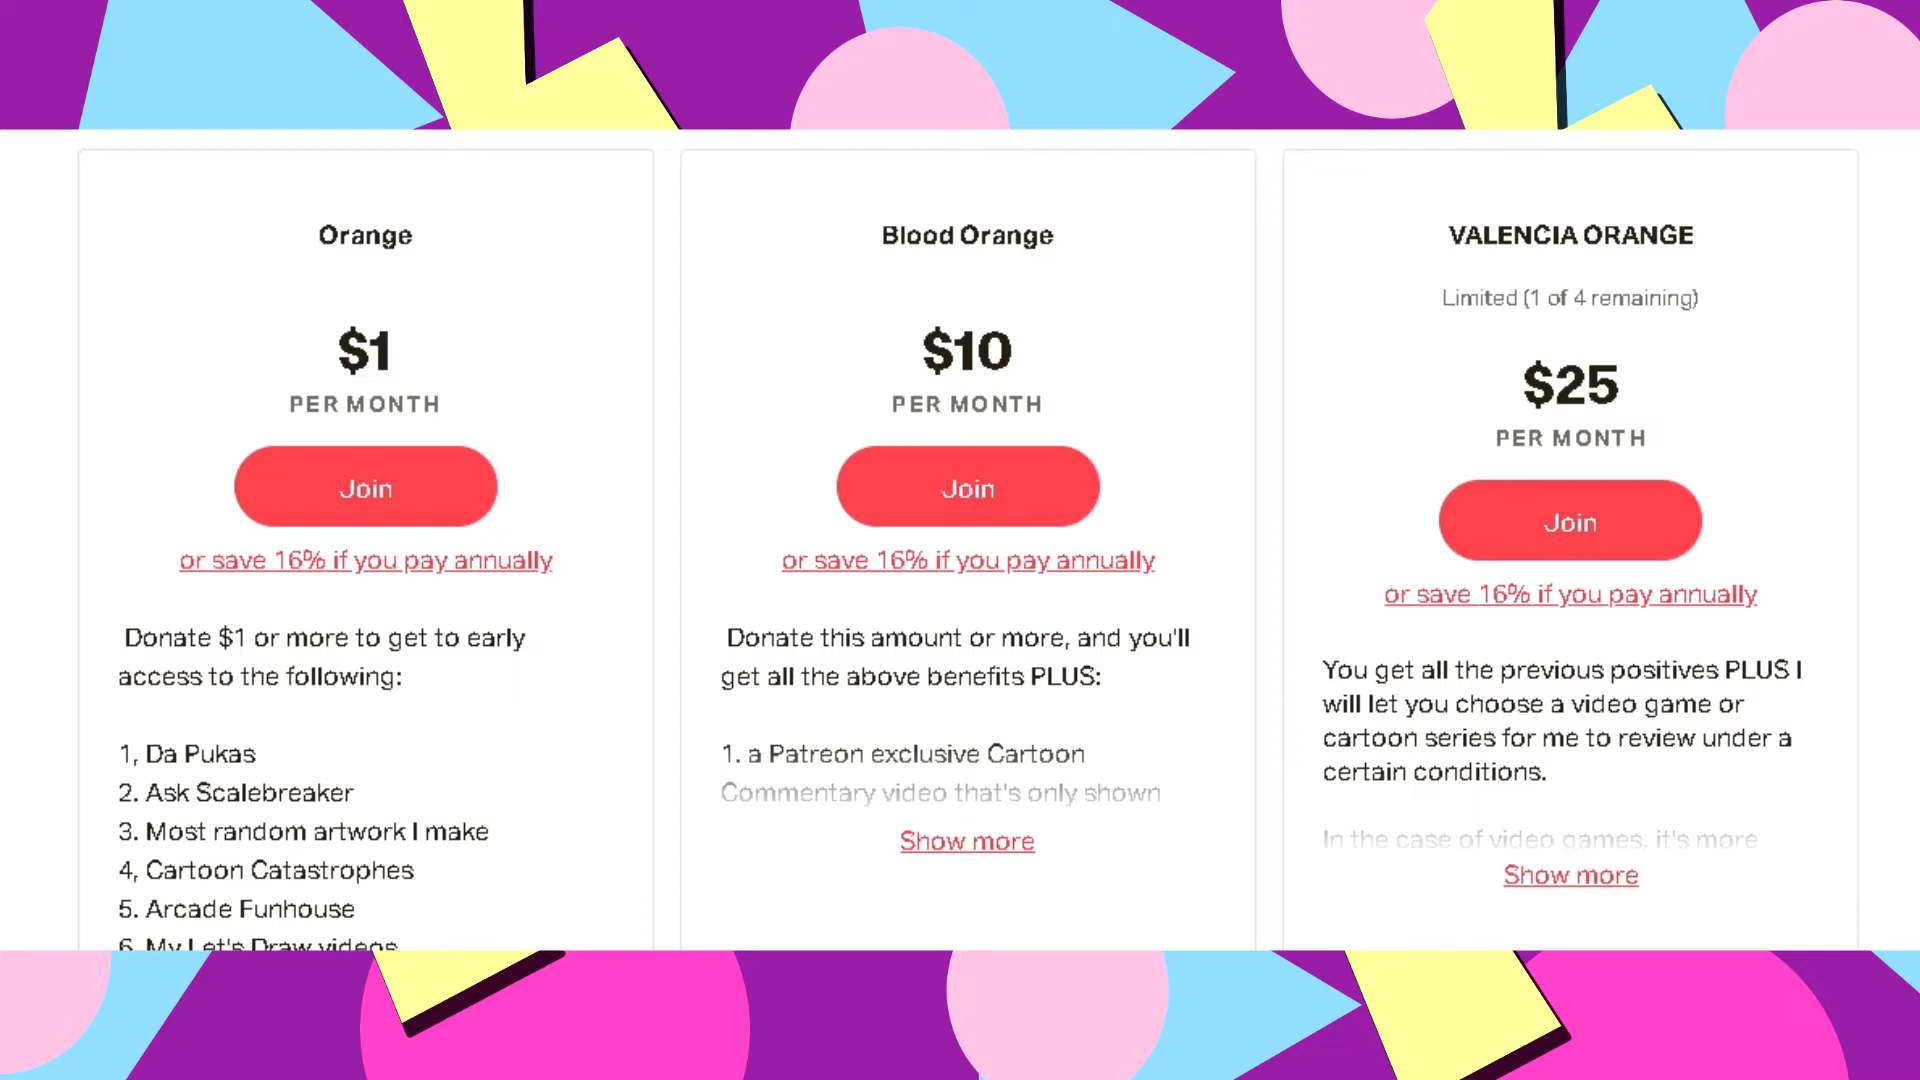 Orange
$1
PER MONTH
Join
or save 16% if you pay annually
Donate $1 or more to get to early
access to the following:
1, Da Pukas
2. Ask Scalebreaker
3. Most random artwork I make
4, Cartoon Catastrophes
5. Arcade Funhouse
6. My Let's Draw videos
Blood Orange
$10
PER MONTH
Join
or save 16% if you pay annually
Donate this amount or more, and you'll
get all the above benefits PLUS:
1. a Patreon exclusive Cartoon
Commentary video that's only shown
Show more
VALENCIA ORANGE
Limited (1 of 4 remaining)
$25
PER MONTH
Join
or save 16% if you pay annually
You get all the previous positives PLUS I
will let you choose a video game or
cartoon series for me to review under a
certain conditions.
In the case of video games, it's more
Show more